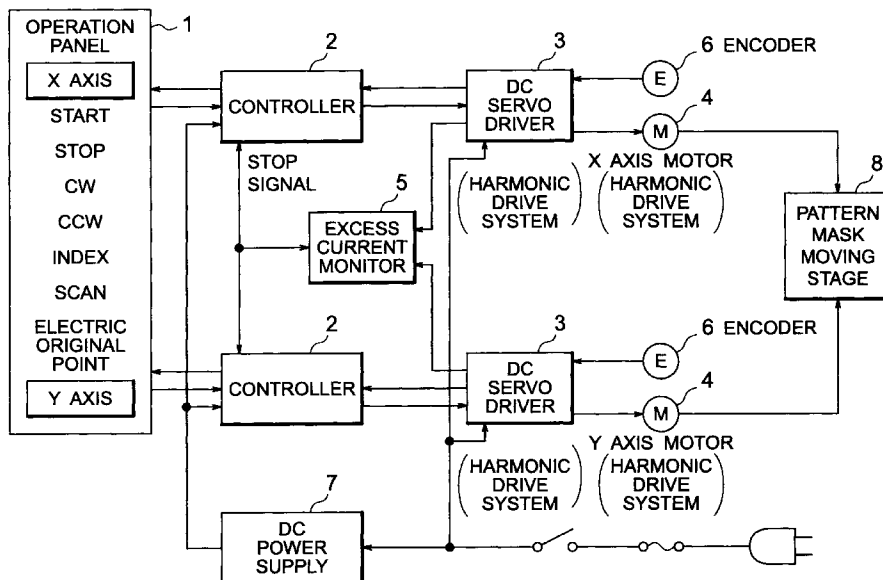 OPERATION
PANEL
1
X AXIS
START
STOP
CW
CCW
INDEX
SCAN
ELECTRIC
ORIGINAL
POINT
Y AXIS
2
CONTROLLER
STOP
SIGNAL
3
DC
SERVO
DRIVER
6 ENCODER
E
4
M
X AXIS MOTOR
(HARMONIC
DRIVE
SYSTEM)
(HARMONIC
DRIVE
SYSTEM)
5
EXCESS
CURRENT
MONITOR
8
PATTERN
MASK
MOVING
STAGE
2
CONTROLLER
3
DC
SERVO
DRIVER
6 ENCODER
E
4
M
Y AXIS MOTOR
(HARMONIC
DRIVE
SYSTEM)
(HARMONIC
DRIVE
SYSTEM)
7
DC
POWER
SUPPLY